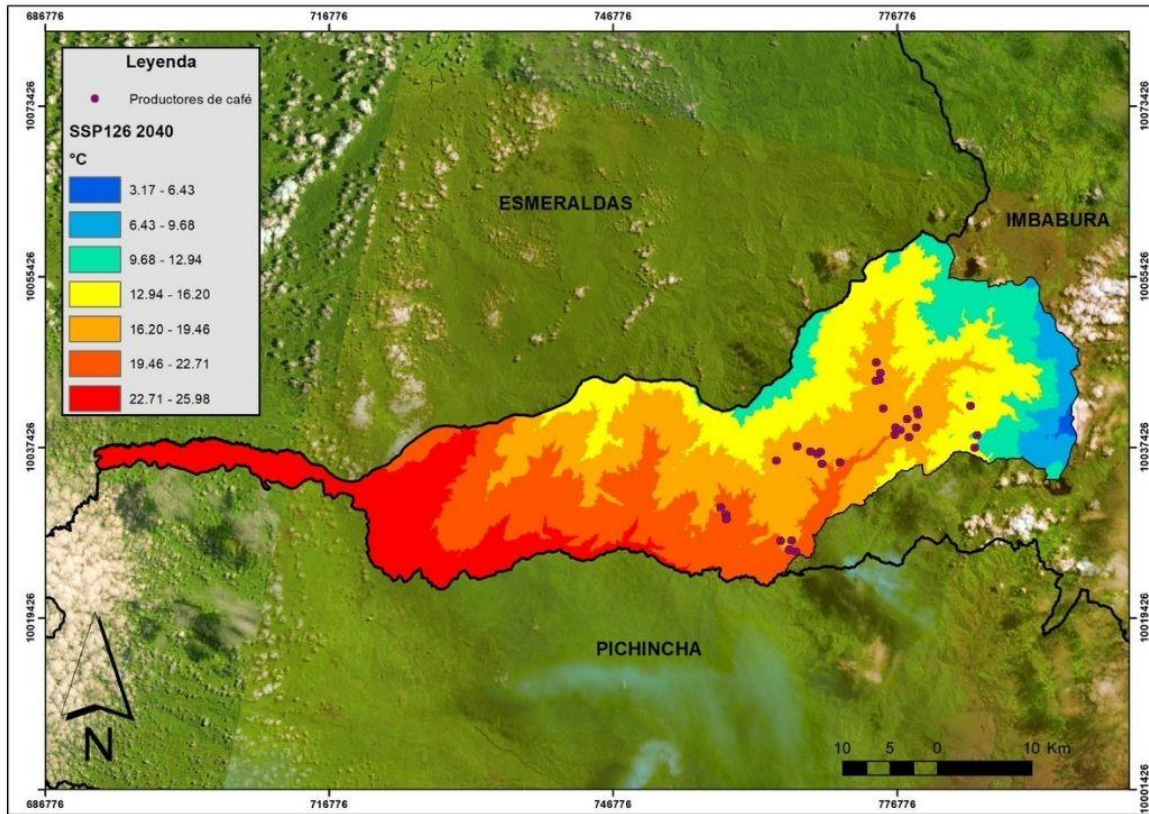 686776
716776
746776
776776
Leyenda
Productores de café
SSP126 2040
°C
3.17 - 6.43
6.43 - 9.68
9.68 - 12.94
12.94 - 16.20
16.20 - 19.46
19.46 - 22.71
22.71 - 25.98
10073426
10073426
ESMERALDAS
IMBABURA
10055426
10055426
10037426
10037426
10019426
10019426
PICHINCHA
N
10 5 0 10 Km
10001426
10001426
686776
716776
746776
776776